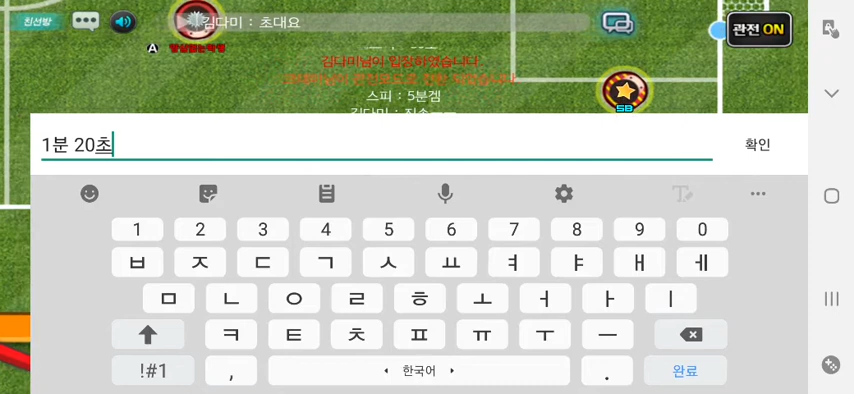 친선방
김다미 : 초대요
관전 ON
A
김다미님이 입장하였습니다.
스피 : 5분겜
SB
1분 20초
확인
1 2 3 4 5 6 7 8 9 0
ㅂ ㅈ ㄷ ㄱ ㅅ ㅛ ㅕ ㅑ ㅐ ㅔ
ㅁ ㄴ ㅇ ㄹ ㅎ ㅗ ㅓ ㅏ ㅣ
ㅋ ㅌ ㅊ ㅍ ㅠ ㅜ ㅡ
!#1 , 한국어 . 완료